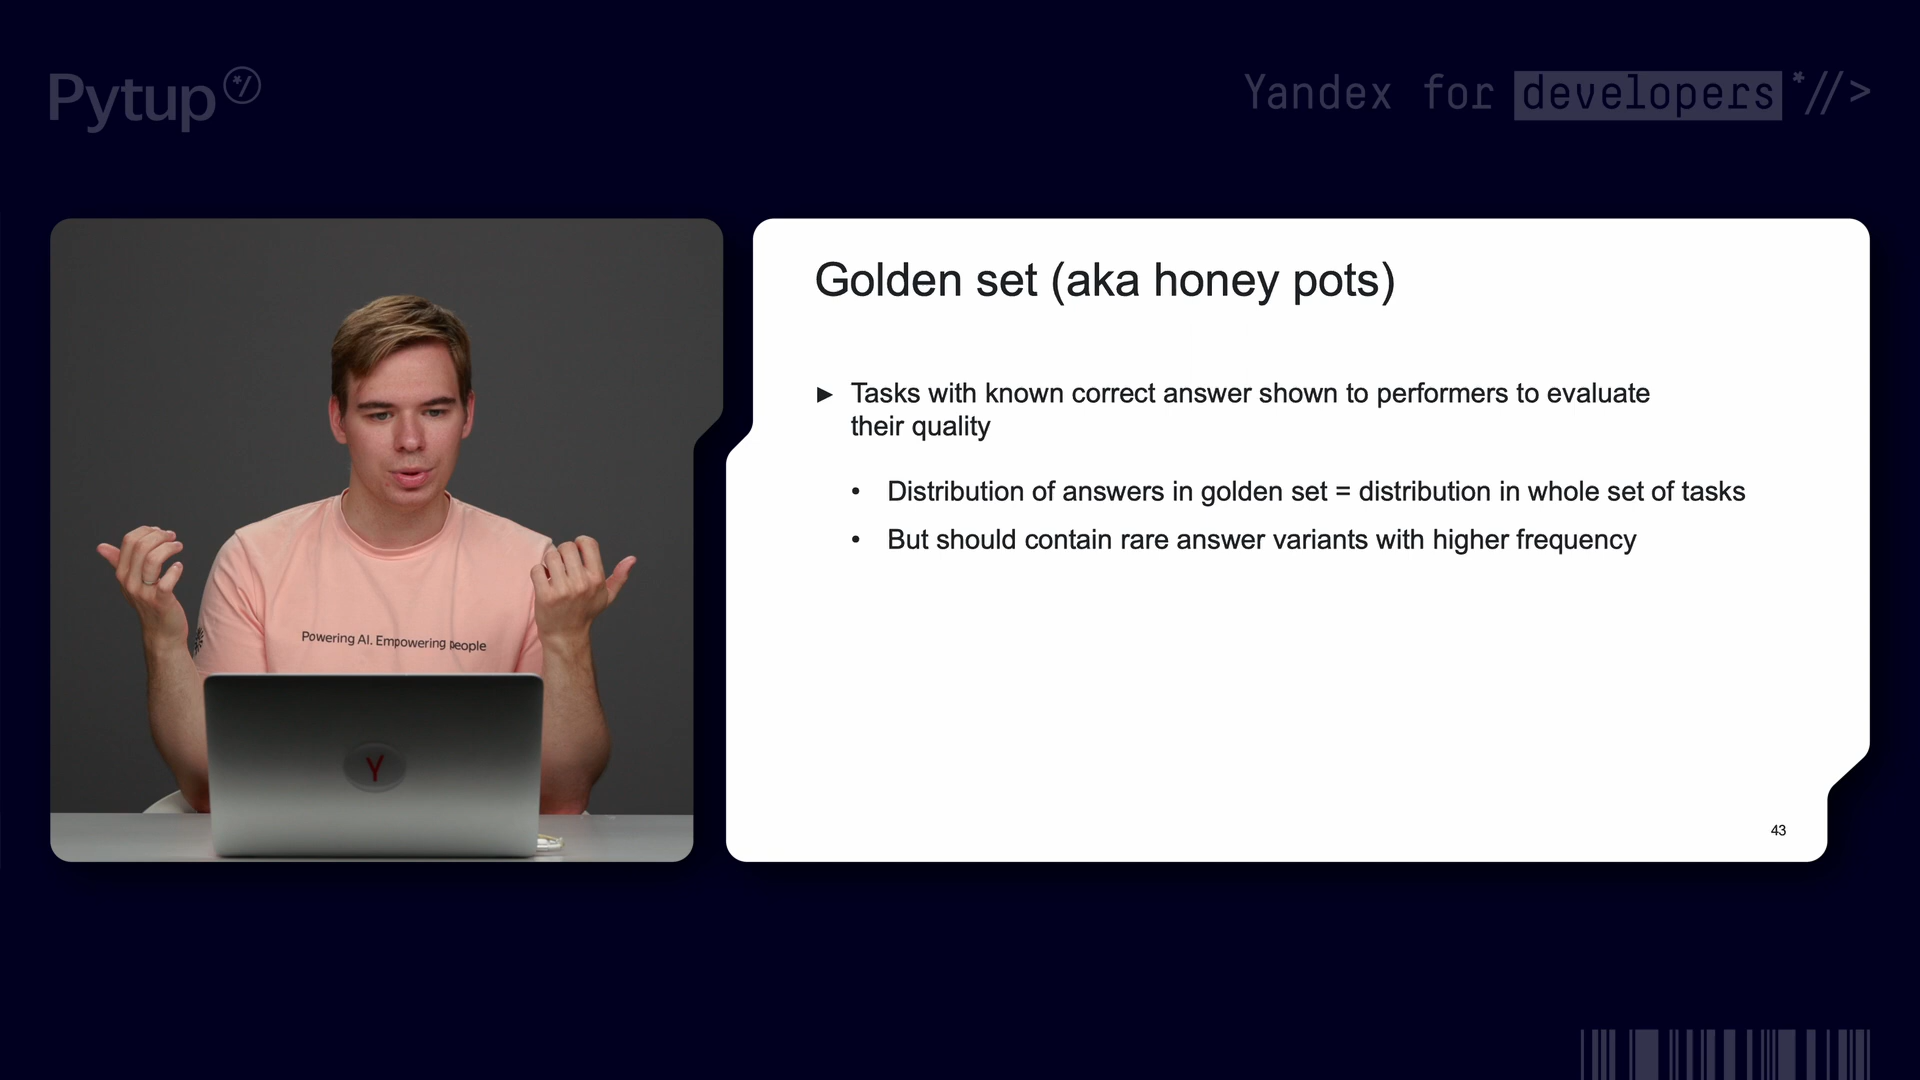 Pytup*/
Yandex for developers*//>
Golden set (aka honey pots)
► Tasks with known correct answer shown to performers to evaluate
their quality
• Distribution of answers in golden set = distribution in whole set of tasks
• But should contain rare answer variants with higher frequency
Powering AI. Empowering people
Y
43